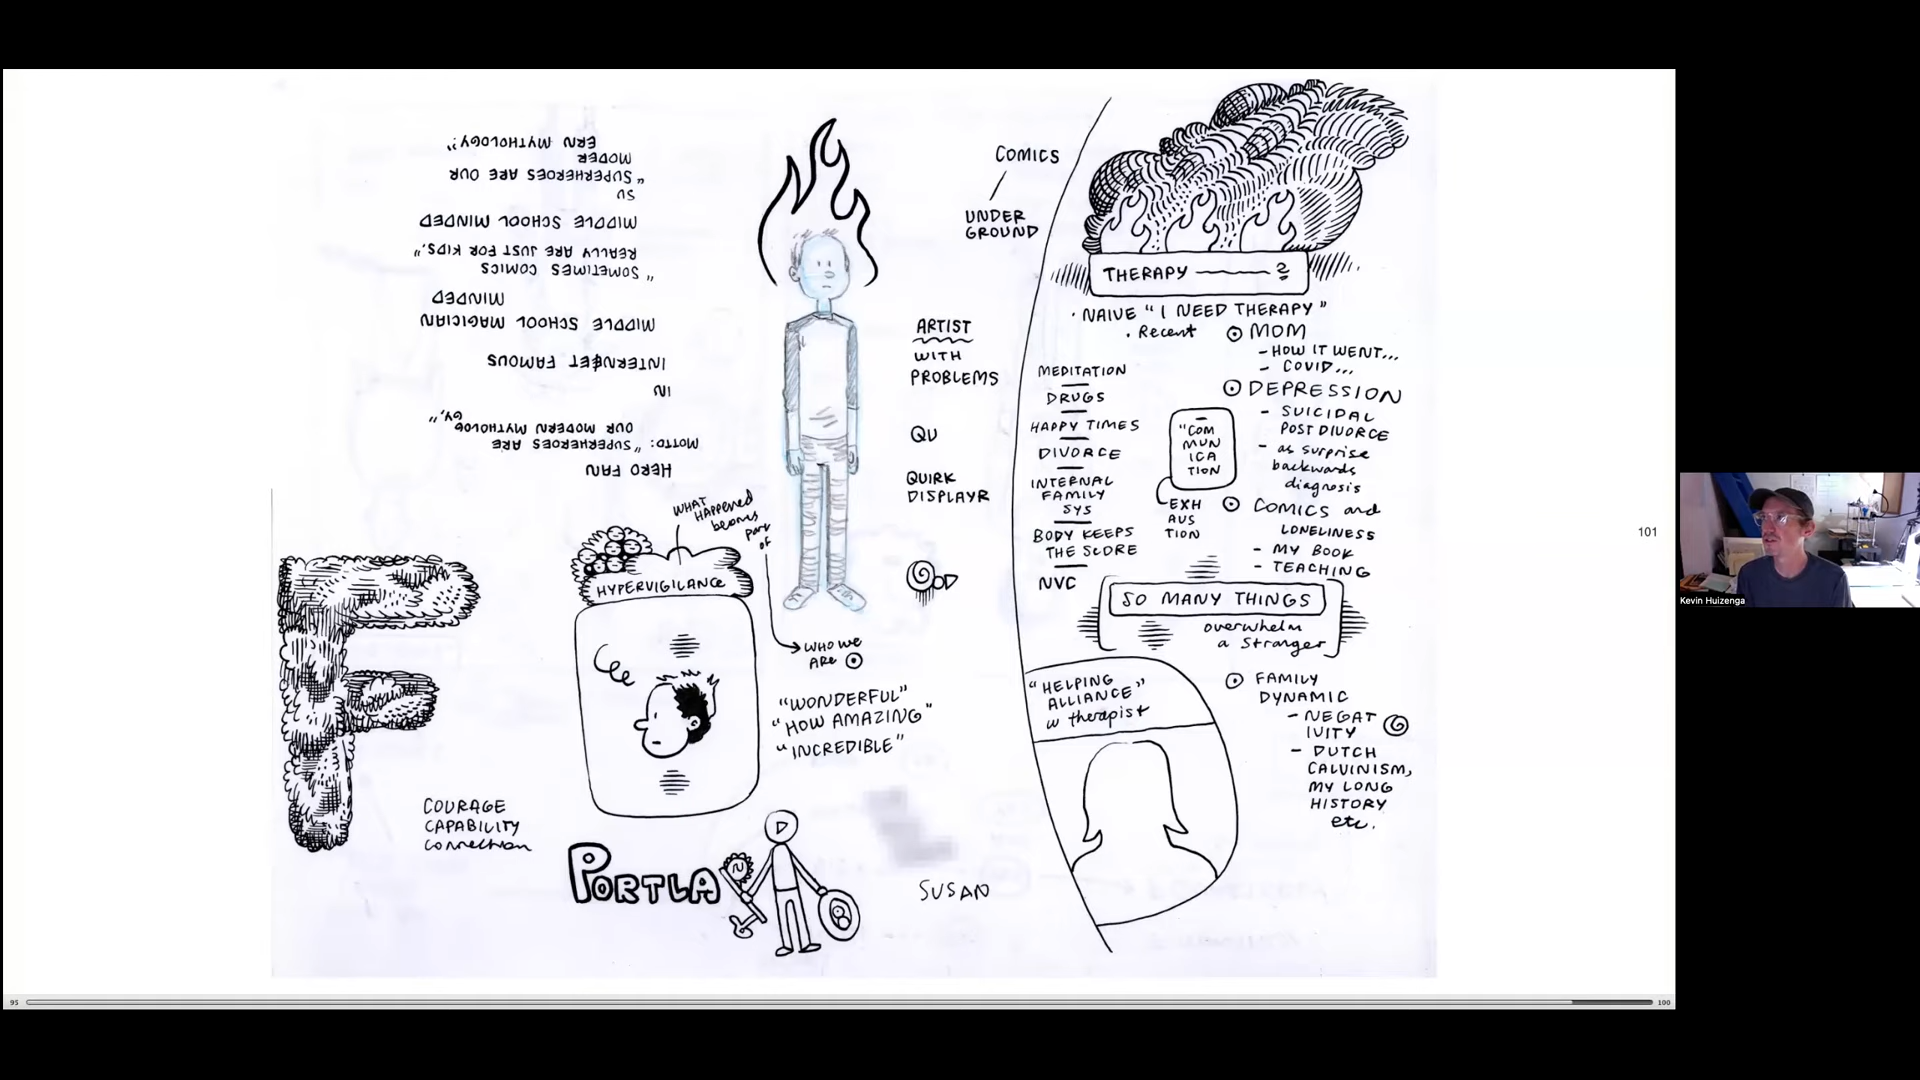 COMICS
UNDER
GROUND
ARTIST
WITH
PROBLEMS
QU
QUIRK
DISPLAYR
HERO FAN
MOTTO: "SUPERHEROES ARE
OUR MODERN MYTHOLOG
GY,"
IN
INTERNET FAMOUS
MIDDLE SCHOOL MAGICIAN
MINDED
"SOMETIMES COMICS
REALLY ARE JUST FOR KIDS."
MIDDLE SCHOOL MINDED
SU
"SUPERHEROES ARE OUR
MODER
ERN MYTHOLOGY."
WHAT
HAPPENED
becomes
part
of
WHO WE
ARE
HYPERVIGILANCE
"WONDERFUL"
"HOW AMAZING"
"INCREDIBLE"
F
COURAGE
CAPABILITY
Connection
PORTLA
N
SUSAN
THERAPY ——— ?
· NAIVE "I NEED THERAPY"
· Recent
MEDITATION
DRUGS
HAPPY TIMES
DIVORCE
INTERNAL
FAMILY
SYS
BODY KEEPS
THE SCORE
NVC
"COM
MUN
ICA
TION
EXH
AUS
TION
MOM
- HOW IT WENT...
- COVID...
DEPRESSION
- SUICIDAL
POST DIVORCE
- as surprise
backwards
diagnosis
COMICS and
LONELINESS
- MY BOOK
- TEACHING
SO MANY THINGS
overwhelm
a Stranger
"HELPING
ALLIANCE"
w therapist
FAMILY
DYNAMIC
- NEGAT
IVITY
- DUTCH
CALVINISM,
MY LONG
HISTORY
etc.
101
95
100
Kevin Huizenga